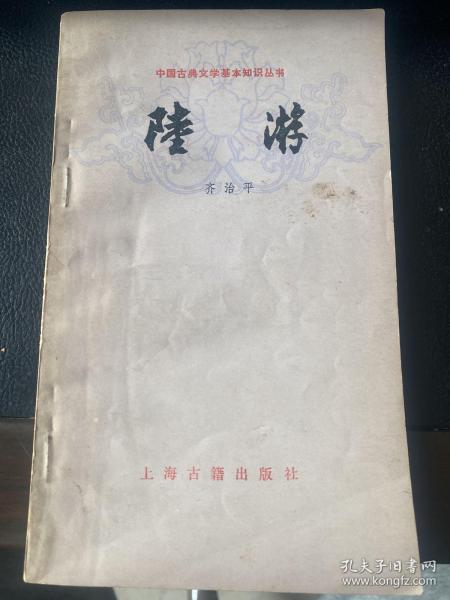 中国古典文学基本知识丛书
陸游
齐治平
上海古籍出版社
孔夫子旧书网
www.kongfz.com